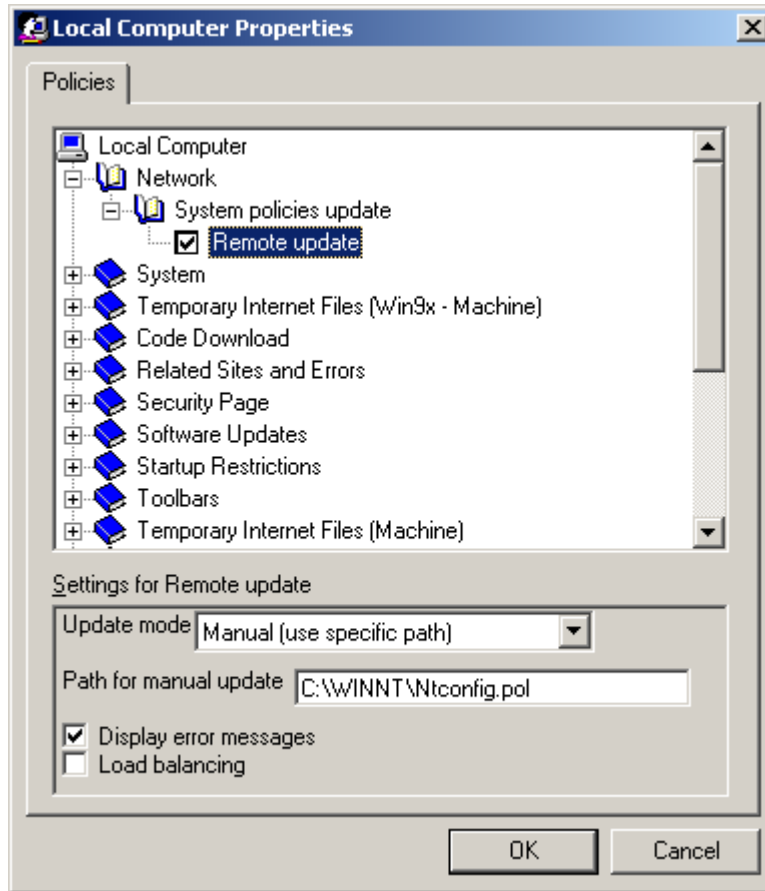 Local Computer Properties
Policies
Local Computer
Network
System policies update
Remote update
System
Temporary Internet Files (Win9x - Machine)
Code Download
Related Sites and Errors
Security Page
Software Updates
Startup Restrictions
Toolbars
Temporary Internet Files (Machine)
Settings for Remote update
Update mode Manual (use specific path)
Path for manual update C:\WINNT\Ntconfig.pol
Display error messages
Load balancing
OK Cancel